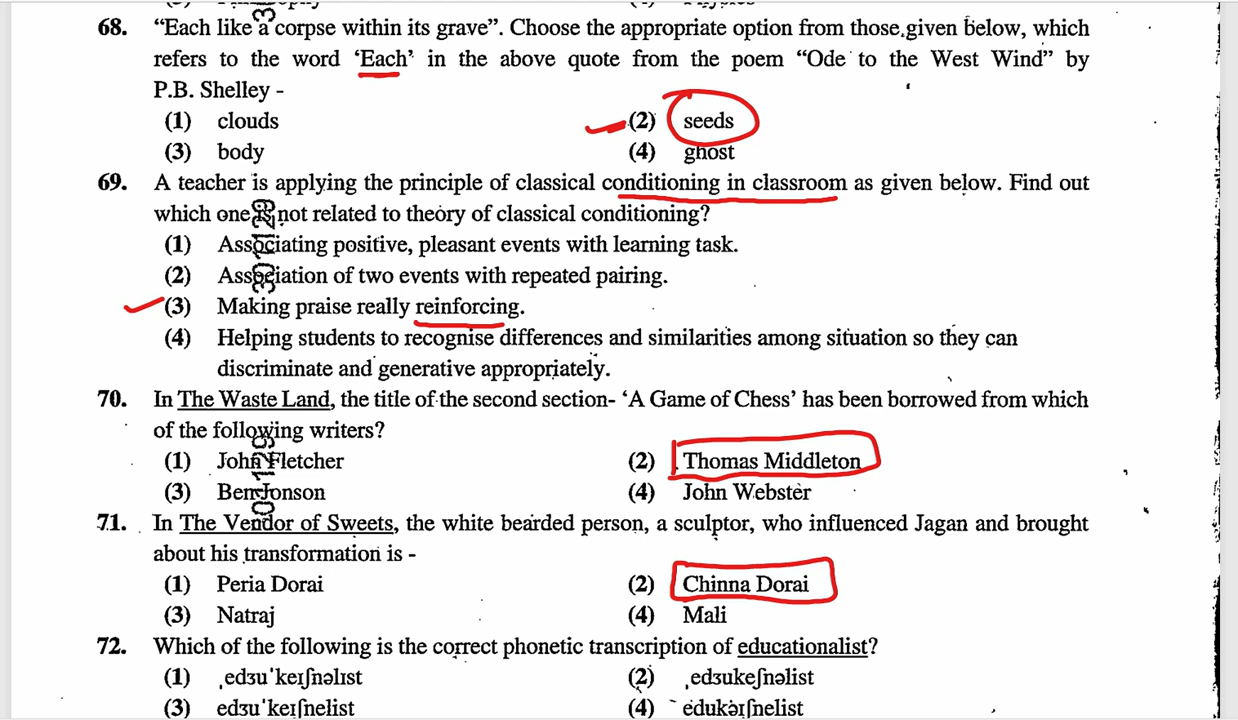 68. “Each like a corpse within its grave”. Choose the appropriate option from those given below, which
refers to the word ‘Each’ in the above quote from the poem “Ode to the West Wind” by
P.B. Shelley -
(1) clouds (2) seeds
(3) body (4) ghost
69. A teacher is applying the principle of classical conditioning in classroom as given below. Find out
which one is not related to theory of classical conditioning?
(1) Associating positive, pleasant events with learning task.
(2) Association of two events with repeated pairing.
(3) Making praise really reinforcing.
(4) Helping students to recognise differences and similarities among situation so they can
discriminate and generative appropriately.
70. In The Waste Land, the title of the second section- ‘A Game of Chess’ has been borrowed from which
of the following writers?
(1) John Fletcher (2) Thomas Middleton
(3) Ben Jonson (4) John Webster
71. In The Vendor of Sweets, the white bearded person, a sculptor, who influenced Jagan and brought
about his transformation is -
(1) Peria Dorai (2) Chinna Dorai
(3) Natraj (4) Mali
72. Which of the following is the correct phonetic transcription of educationalist?
(1) ˌedʒuˈkeɪʃnəlɪst (2) ˌedʒukeʃnəlist
(3) edʒuˈkeɪʃnelist (4) edukəɪʃnelist